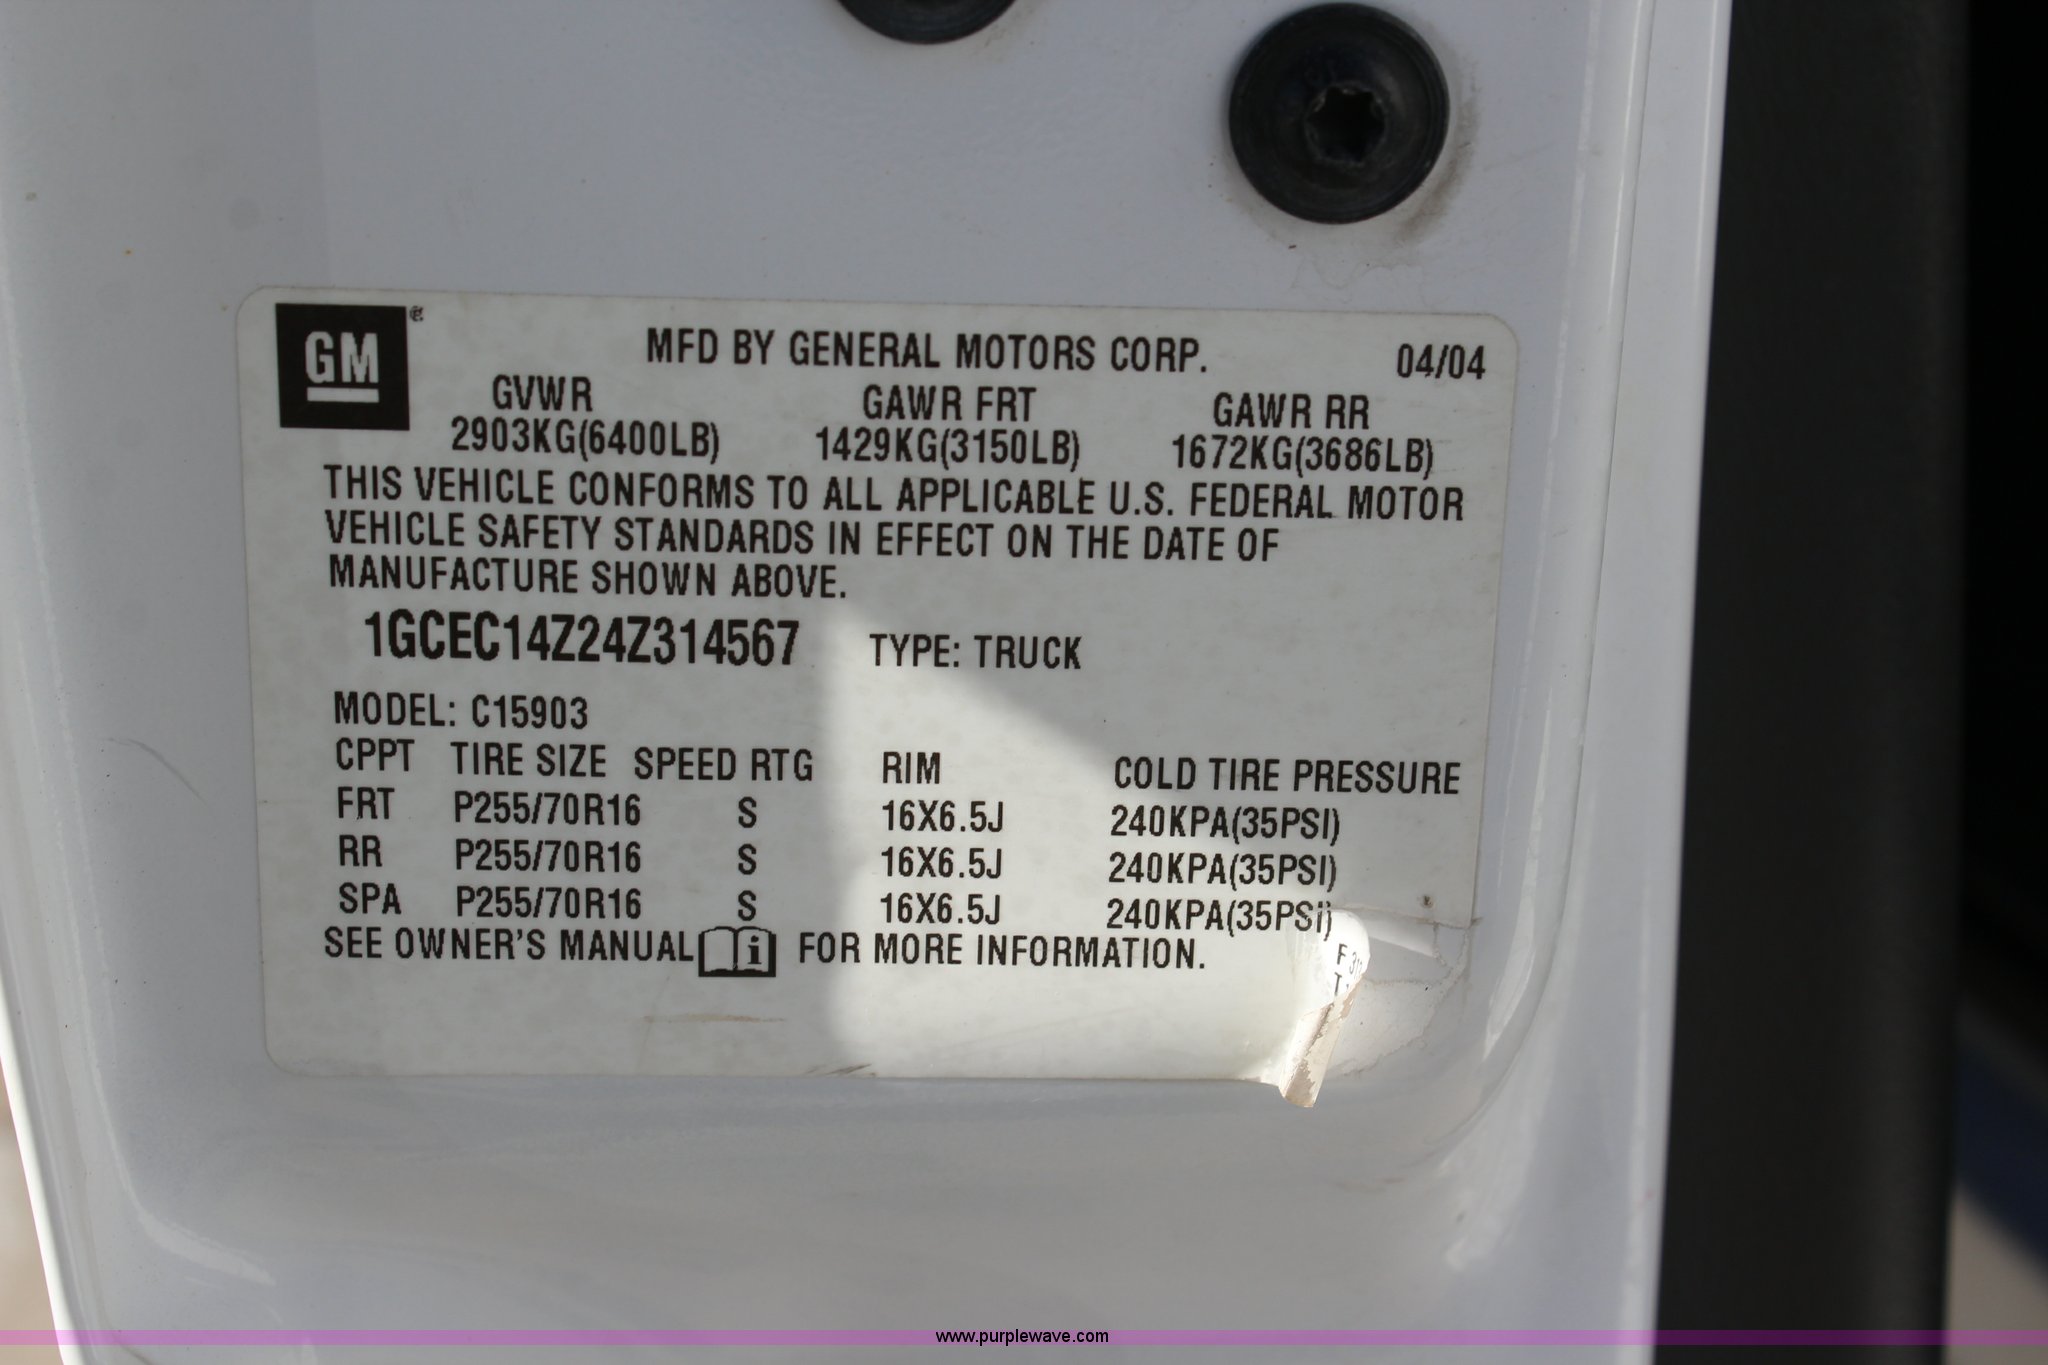 GM
MFD BY GENERAL MOTORS CORP. 04/04
GVWR GAWR FRT GAWR RR
2903KG(6400LB) 1429KG(3150LB) 1672KG(3686LB)
THIS VEHICLE CONFORMS TO ALL APPLICABLE U.S. FEDERAL MOTOR
VEHICLE SAFETY STANDARDS IN EFFECT ON THE DATE OF
MANUFACTURE SHOWN ABOVE.
1GCEC14Z24Z314567 TYPE: TRUCK
MODEL: C15903
CPPT TIRE SIZE SPEED RTG RIM COLD TIRE PRESSURE
FRT P255/70R16 S 16X6.5J 240KPA(35PSI)
RR P255/70R16 S 16X6.5J 240KPA(35PSI)
SPA P255/70R16 S 16X6.5J 240KPA(35PSI)
SEE OWNER'S MANUAL i FOR MORE INFORMATION.
www.purplewave.com